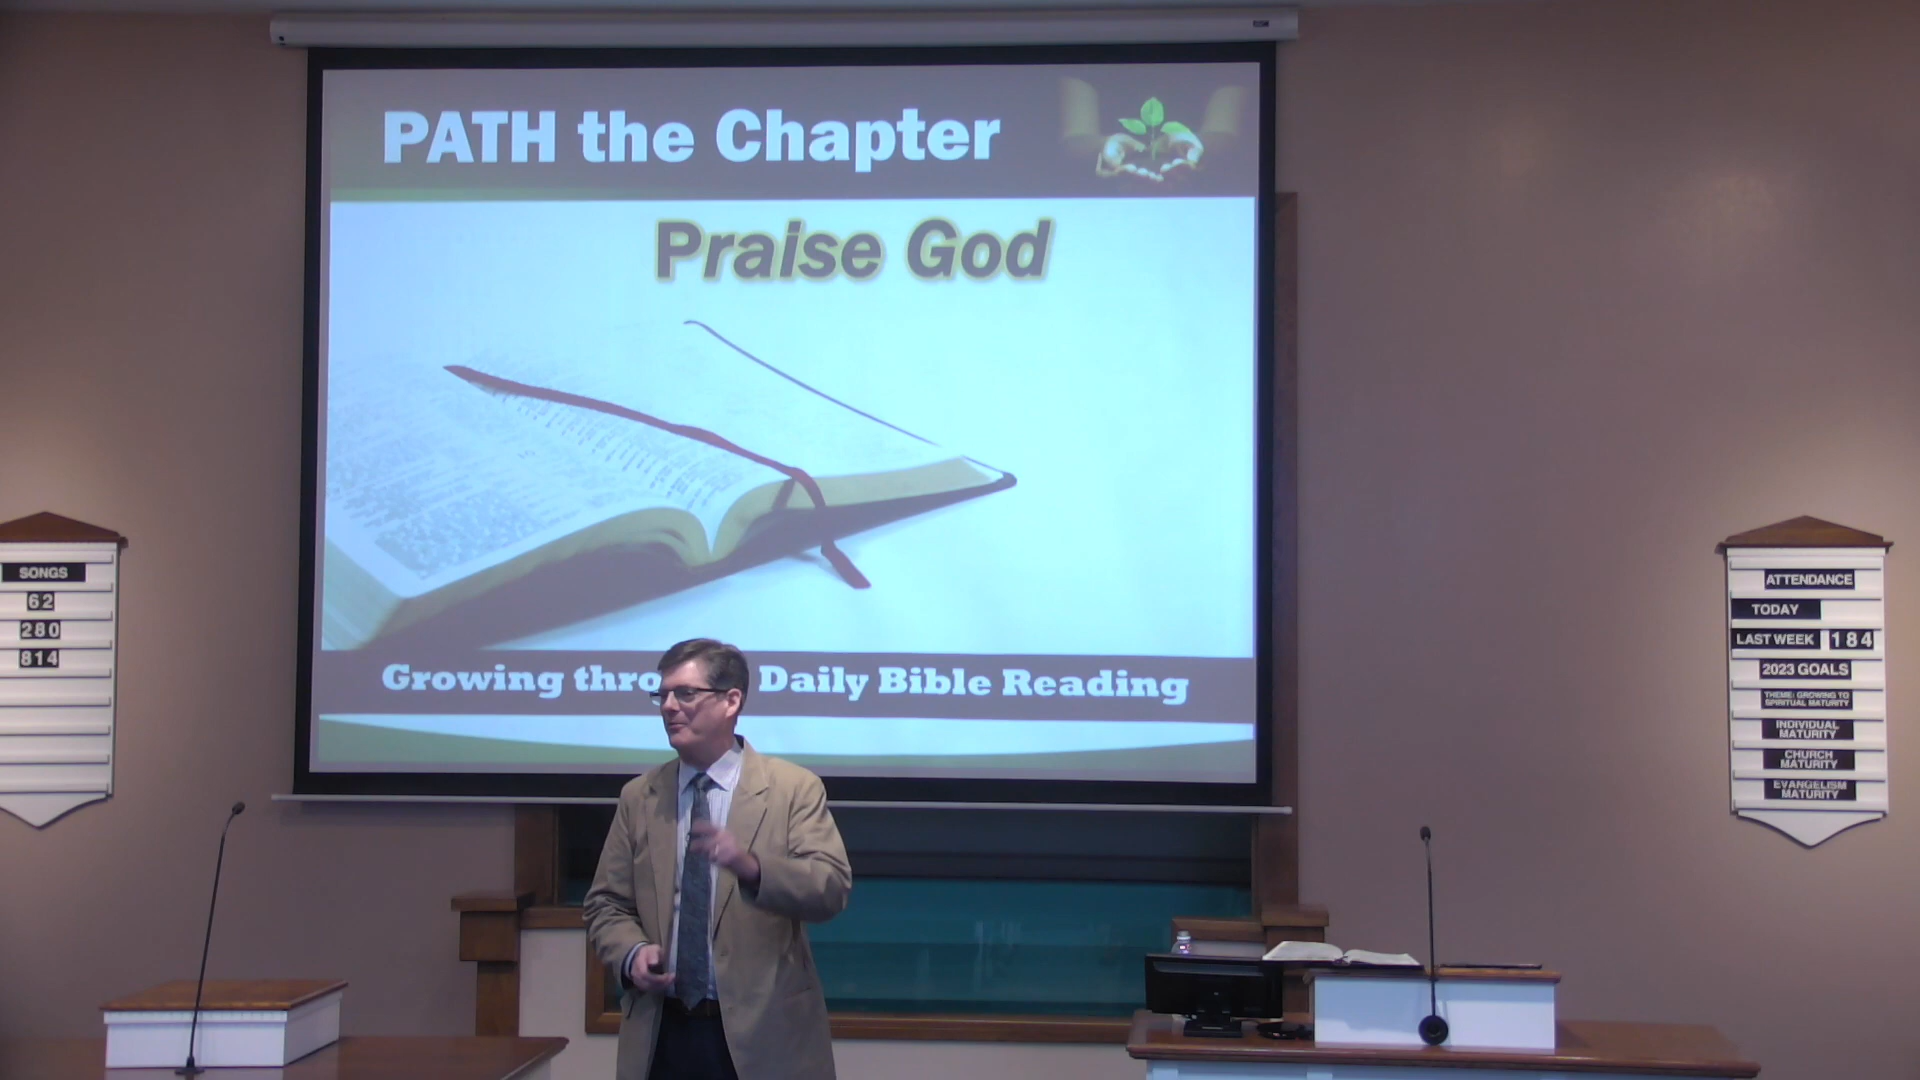 PATH the Chapter
Praise God
Growing thro Daily Bible Reading
SONGS
62
280
814
ATTENDANCE
TODAY
LAST WEEK 184
2023 GOALS
THEME: GROWING TO
SPIRITUAL MATURITY
INDIVIDUAL
MATURITY
CHURCH
MATURITY
EVANGELISM
MATURITY